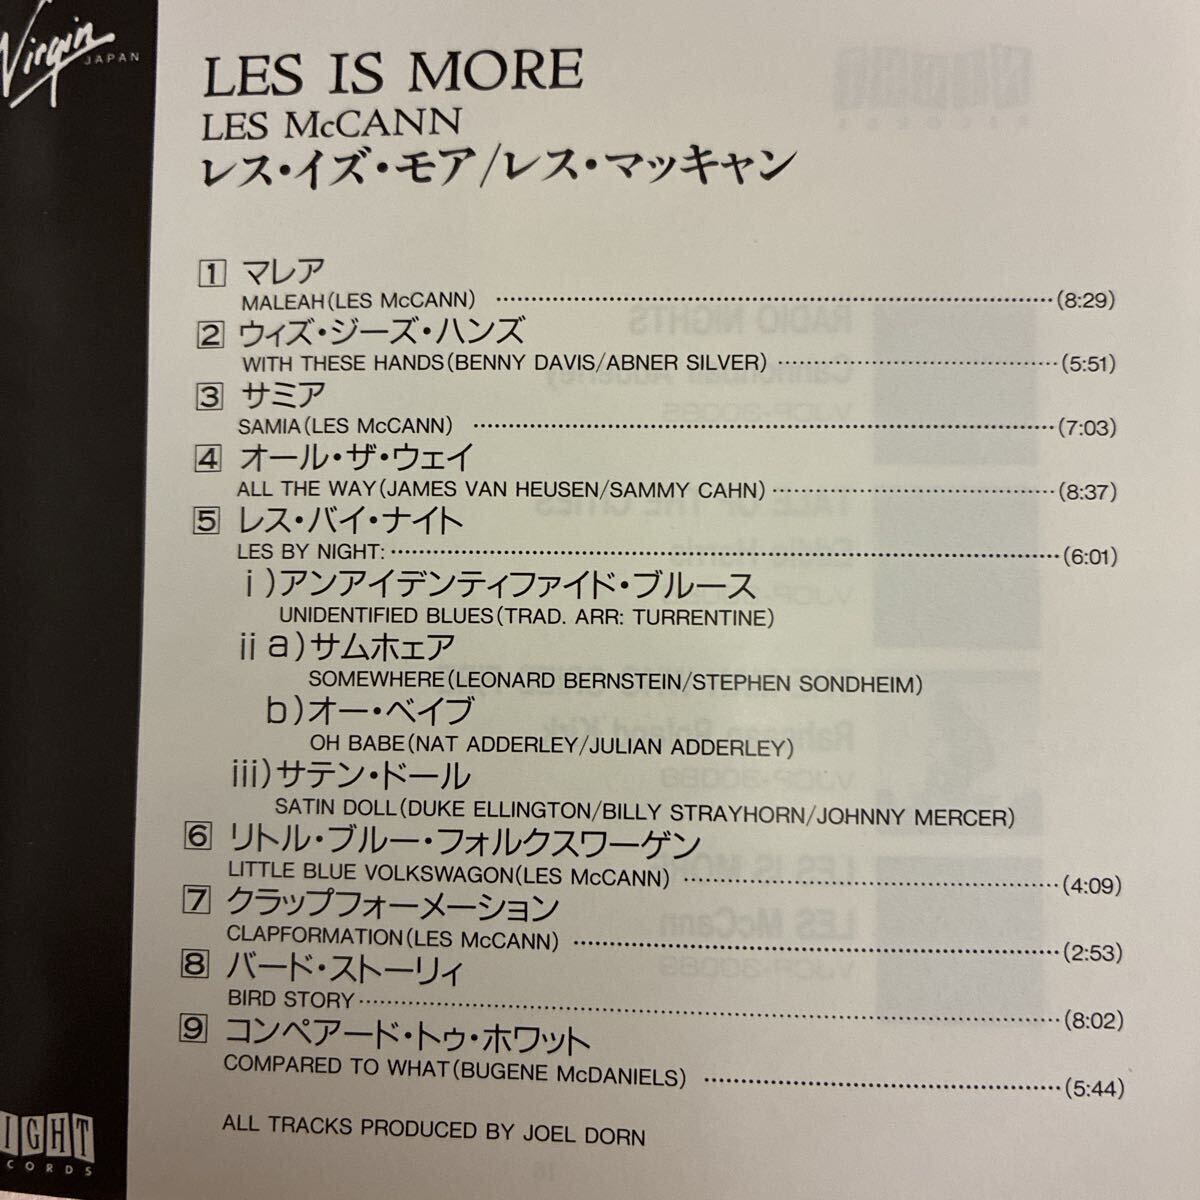 Virgin
JAPAN
LES IS MORE
LES McCANN
レス・イズ・モア/レス・マッキャン
1 マレア
MALEAH(LES McCANN) (8:29)
2 ウィズ・ジーズ・ハンズ
WITH THESE HANDS(BENNY DAVIS/ABNER SILVER) (5:51)
3 サミア
SAMIA(LES McCANN) (7:03)
4 オール・ザ・ウェイ
ALL THE WAY(JAMES VAN HEUSEN/SAMMY CAHN) (8:37)
5 レス・バイ・ナイト
LES BY NIGHT: (6:01)
i)アンアイデンティファイド・ブルース
UNIDENTIFIED BLUES(TRAD. ARR: TURRENTINE)
ii a)サムホェア
SOMEWHERE(LEONARD BERNSTEIN/STEPHEN SONDHEIM)
b)オー・ベイブ
OH BABE(NAT ADDERLEY/JULIAN ADDERLEY)
iii)サテン・ドール
SATIN DOLL(DUKE ELLINGTON/BILLY STRAYHORN/JOHNNY MERCER)
6 リトル・ブルー・フォルクスワーゲン
LITTLE BLUE VOLKSWAGON(LES McCANN) (4:09)
7 クラップフォーメーション
CLAPFORMATION(LES McCANN) (2:53)
8 バード・ストーリィ
BIRD STORY (8:02)
9 コンペアード・トゥ・ホワット
COMPARED TO WHAT(BUGENE McDANIELS) (5:44)
ALL TRACKS PRODUCED BY JOEL DORN
IGHT
CORDS